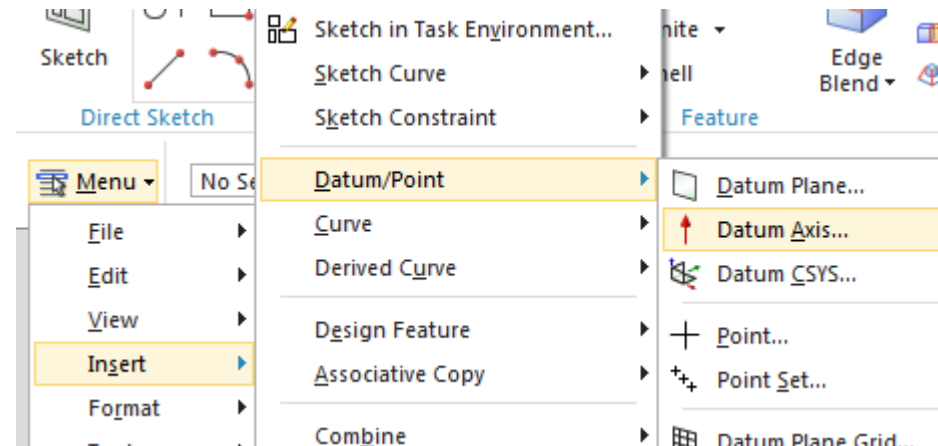 Sketch
Direct Sketch
Menu
No Se
File
Edit
View
Insert
Format
Sketch in Task Environment...
Sketch Curve
Sketch Constraint
Datum/Point
Curve
Derived Curve
Design Feature
Associative Copy
Combine
nite
hell
Edge
Blend
Feature
Datum Plane...
Datum Axis...
Datum CSYS...
Point...
Point Set...
Datum Plane Grid...